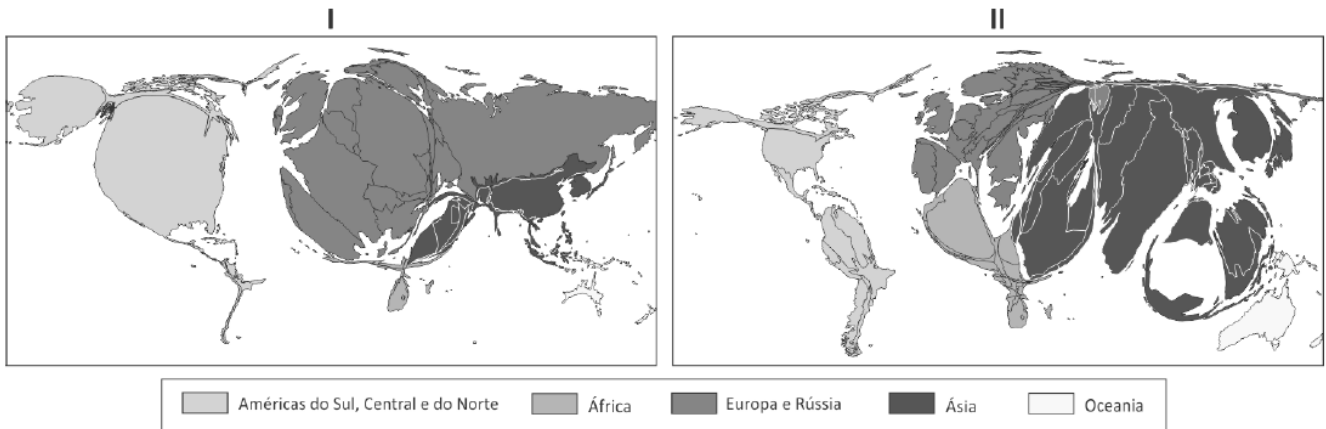 I
II
Américas do Sul, Central e do Norte
África
Europa e Rússia
Ásia
Oceania